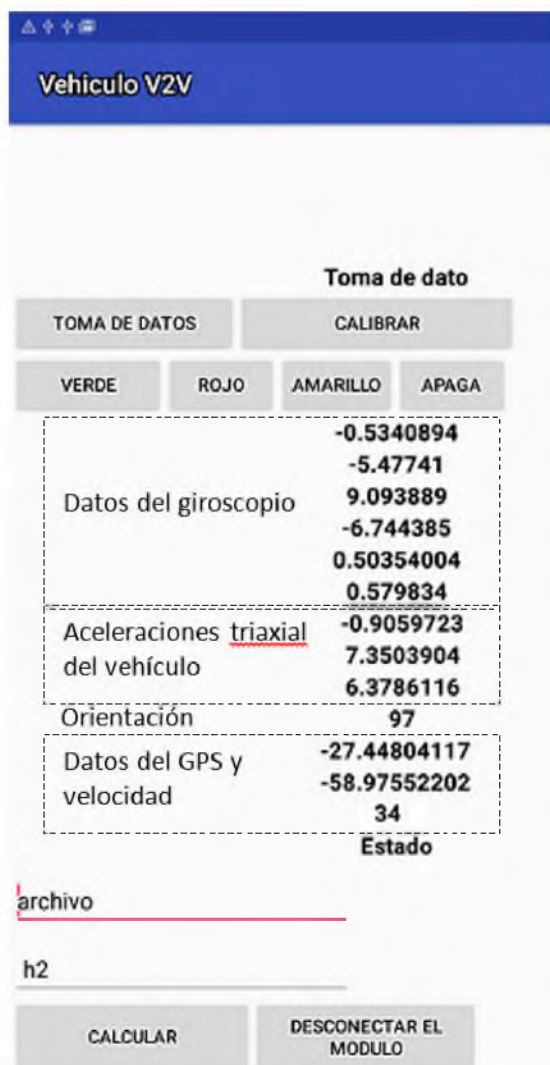 Vehiculo V2V
Toma de dato
TOMA DE DATOS CALIBRAR
VERDE ROJO AMARILLO APAGA
-0.5340894
-5.47741
Datos del giroscopio 9.093889
-6.744385
0.50354004
0.579834
Aceleraciones triaxial -0.9059723
del vehículo 7.3503904
6.3786116
Orientación 97
Datos del GPS y -27.44804117
velocidad -58.97552202
34
Estado
archivo
h2
CALCULAR DESCONECTAR EL
MODULO